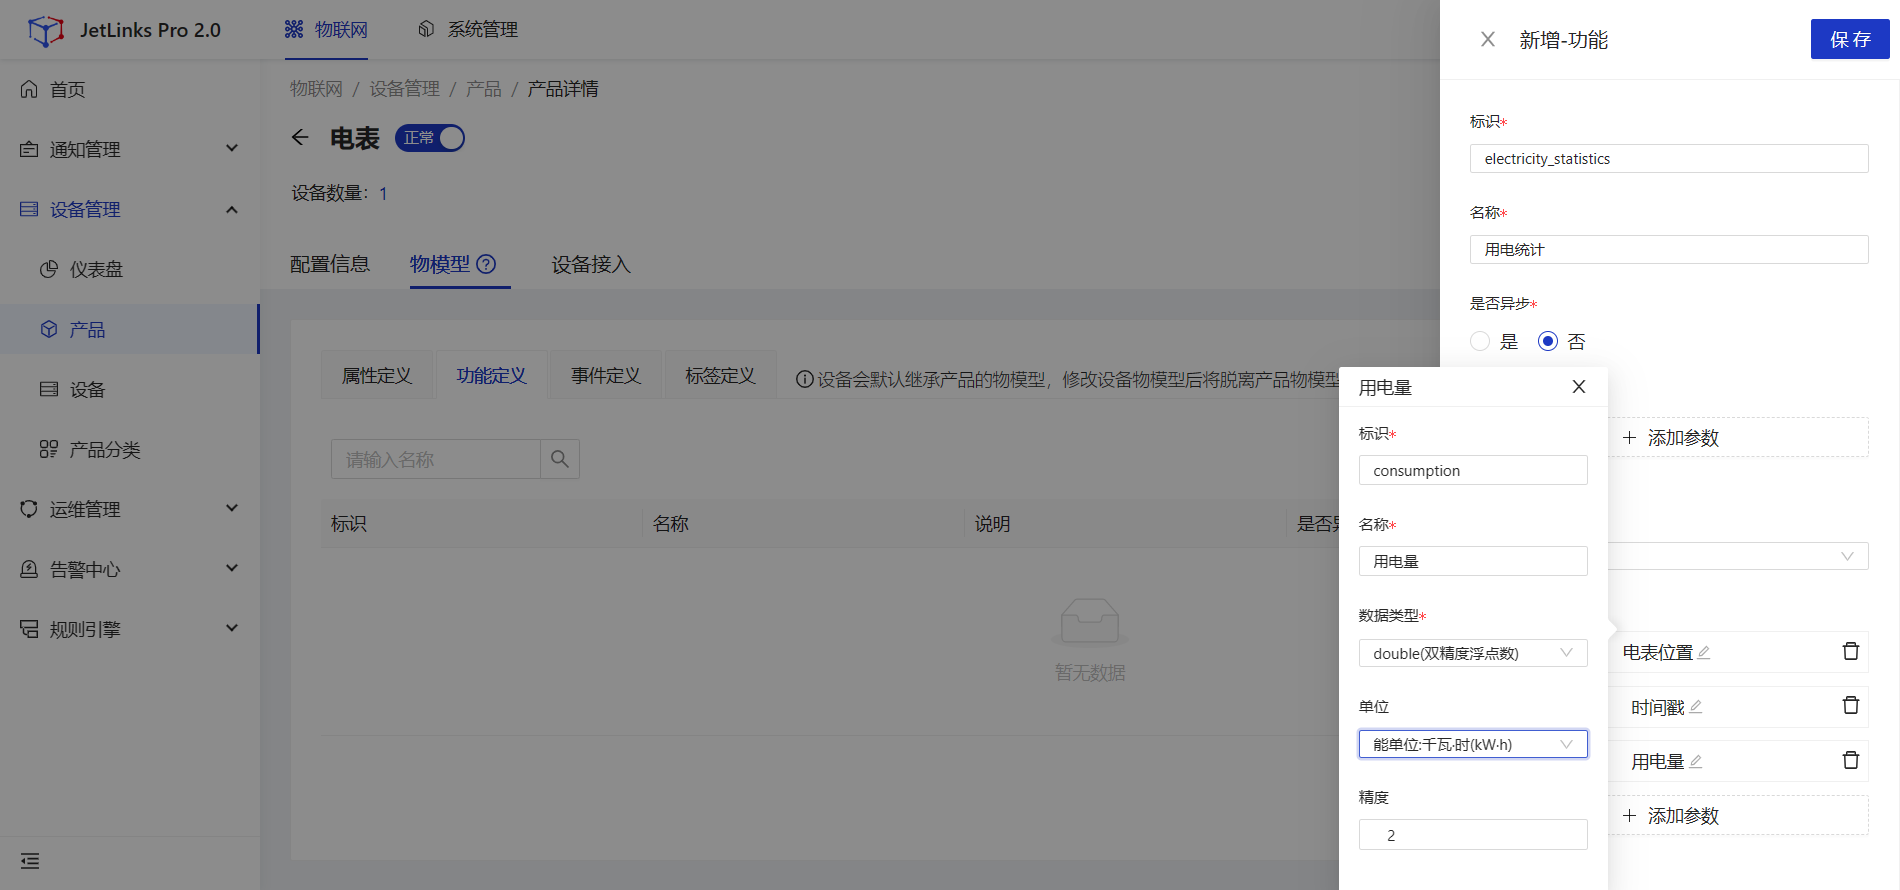 JetLinks Pro 2.0
物联网
系统管理
首页
通知管理
设备管理
仪表盘
产品
设备
产品分类
运维管理
告警中心
规则引擎
物联网 / 设备管理 / 产品 / 产品详情
电表
正常
设备数量：1
配置信息
物模型
设备接入
属性定义
功能定义
事件定义
标签定义
设备会默认继承产品的物模型，修改设备物模型后将脱离产品物模型
请输入名称
标识
名称
说明
是否
暂无数据
新增-功能
保 存
标识*
electricity_statistics
名称*
用电统计
是否异步*
是
否
添加参数
电表位置
时间戳
用电量
添加参数
用电量
标识*
consumption
名称*
用电量
数据类型*
double(双精度浮点数)
单位
能单位:千瓦·时(kW·h)
精度
2